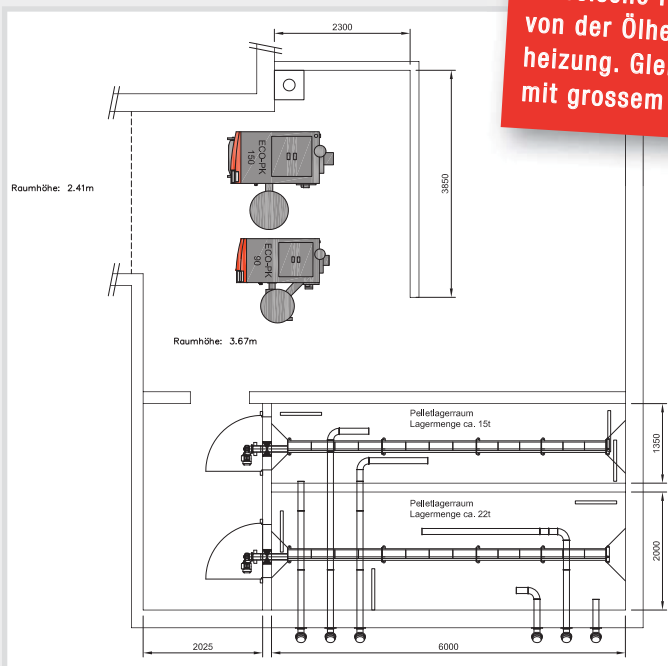 2300
von der Ölhe
heizung. Gle
mit grossem
3850
ECO-PK
150
Raumhöhe: 2.41m
ECO-PK
90
Raumhöhe: 3.67m
Pelletlagerraum
Lagermenge ca. 15t
1350
Pelletlagerraum
Lagermenge ca. 22t
2000
2025
6000